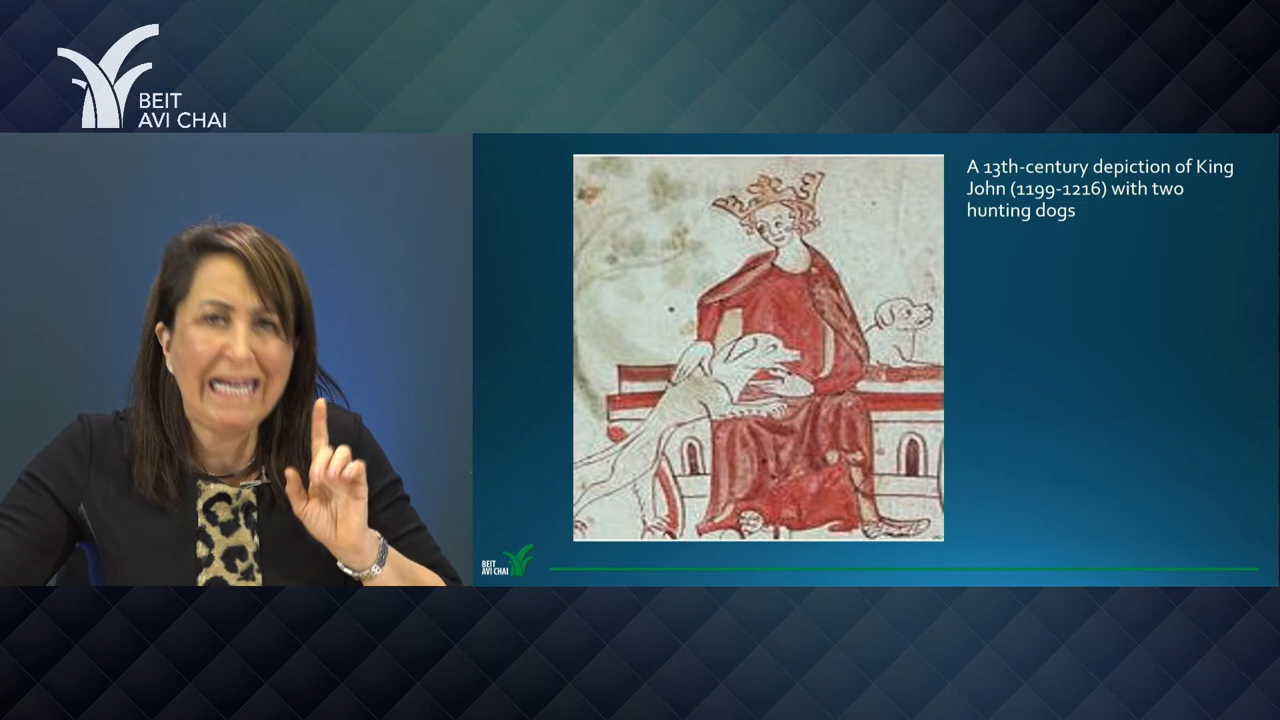 BEIT
AVI CHAI
A 13th-century depiction of King
John (1199-1216) with two
hunting dogs
BEIT
AVI CHAI